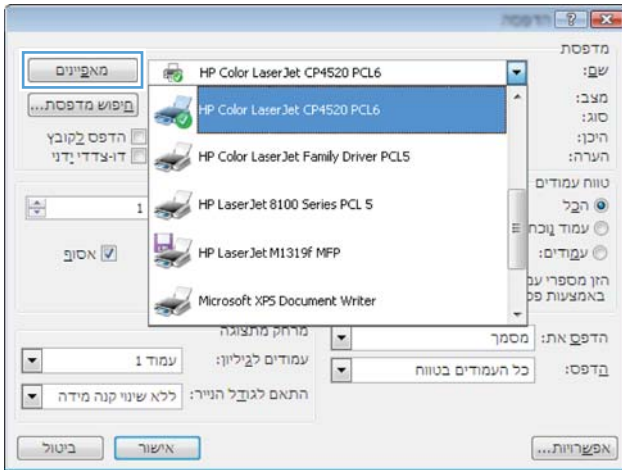 הדפסה
מדפסת
שם:
HP Color LaserJet CP4520 PCL6
מאפיינים
מצב:
סוג:
היכן:
הערה:
HP Color LaserJet CP4520 PCL6
HP Color LaserJet Family Driver PCL5
HP LaserJet 8100 Series PCL 5
HP LaserJet M1319f MFP
Microsoft XPS Document Writer
חיפוש מדפסת...
הדפס לקובץ
דו-צדדי ידני
טווח עמודים
הכל
עמוד נוכח
עמודים:
הזן מספרי עמ
באמצעות פס
1
אסוף
הדפס את:
מסמך
הדפס:
כל העמודים בטווח
מרחק מתצוגה
עמודים לגיליון:
עמוד 1
התאם לגודל הנייר:
ללא שינוי קנה מידה
אפשרויות...
אישור
ביטול